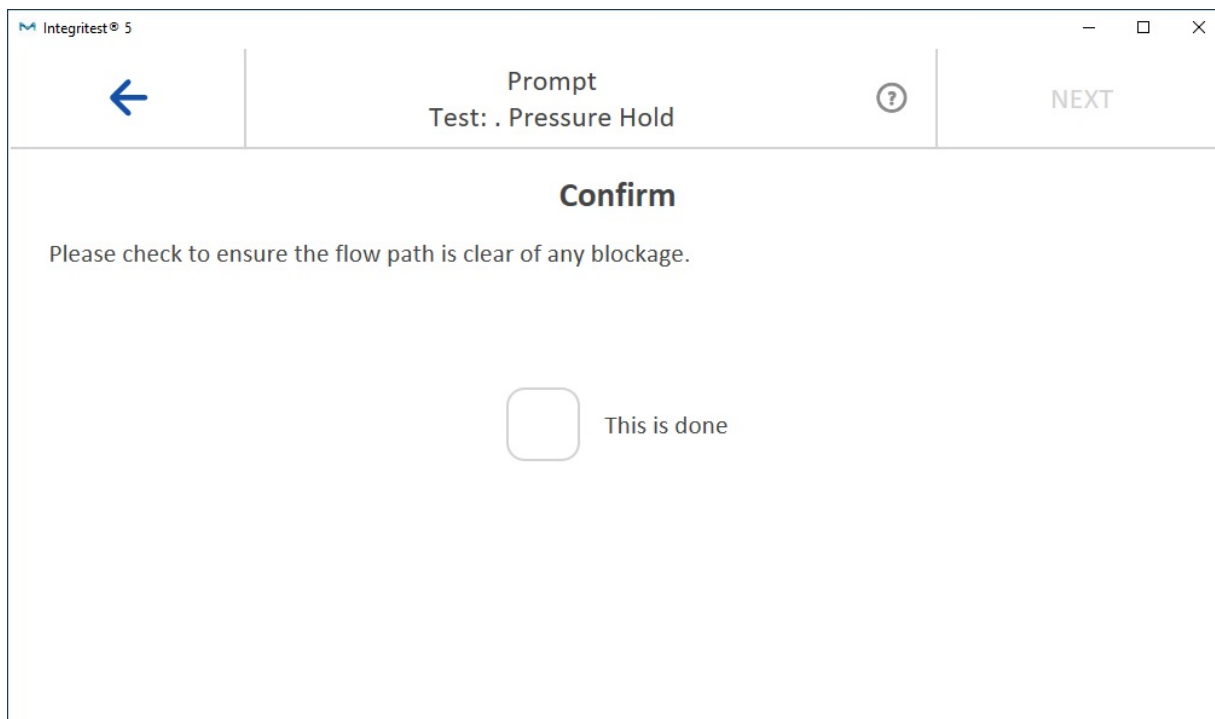 Integritest® 5
Prompt
Test: . Pressure Hold
?
NEXT
Confirm
Please check to ensure the flow path is clear of any blockage.
This is done